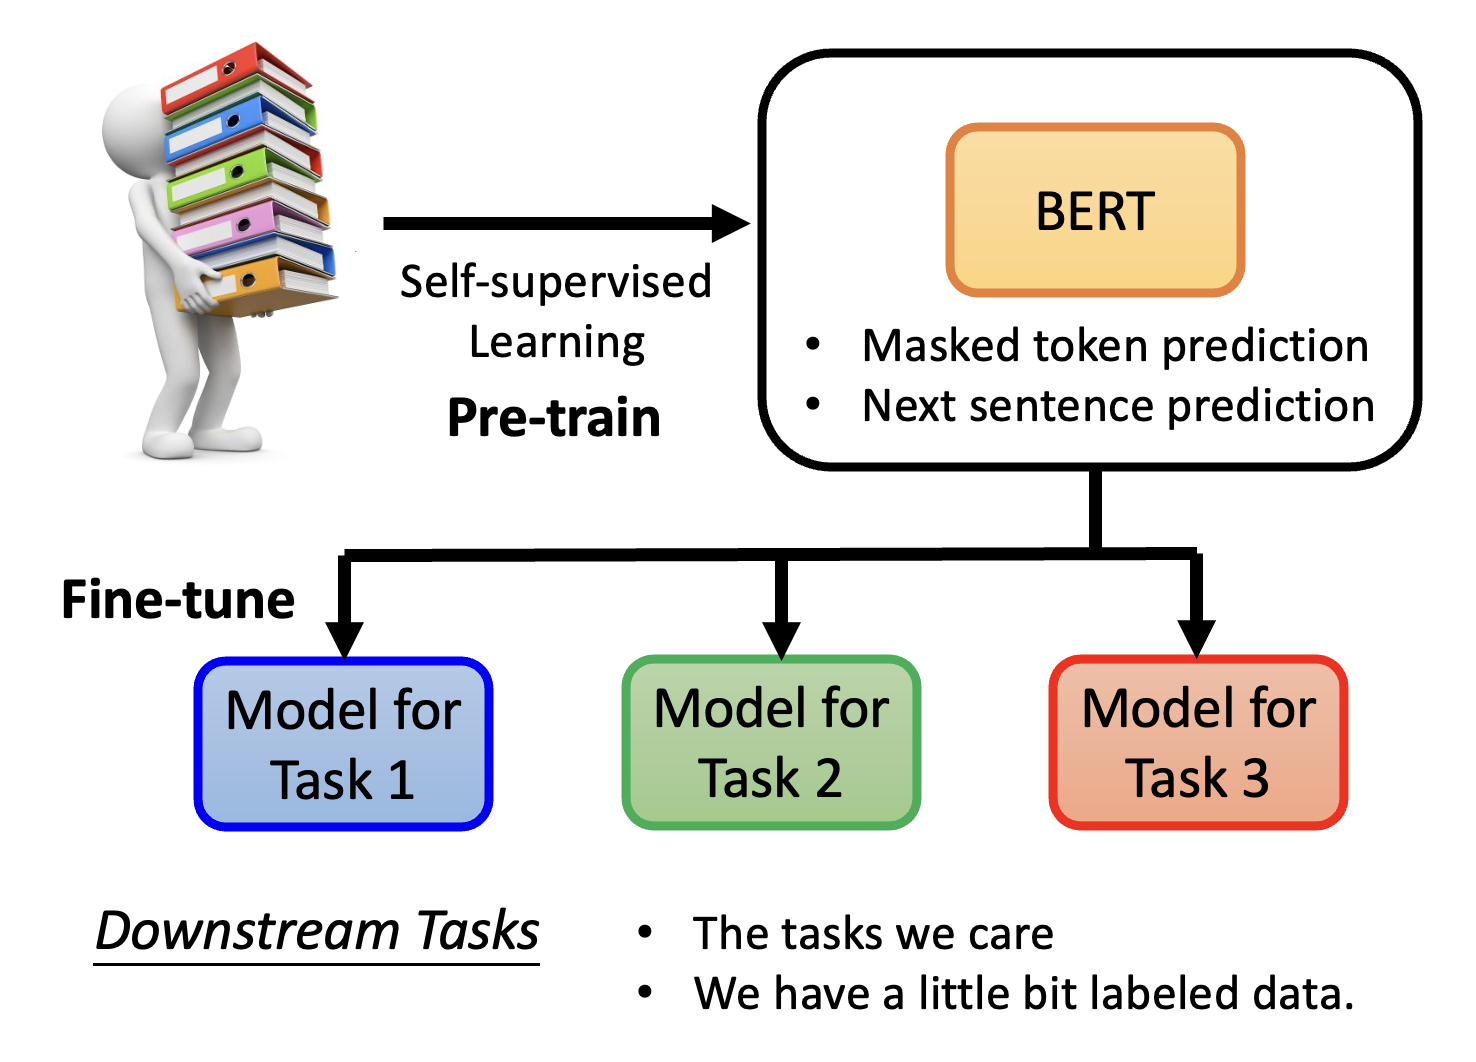 BERT
Self-supervised
Learning
Pre-train
• Masked token prediction
• Next sentence prediction
Fine-tune
Model for
Task 1
Model for
Task 2
Model for
Task 3
Downstream Tasks
• The tasks we care
• We have a little bit labeled data.